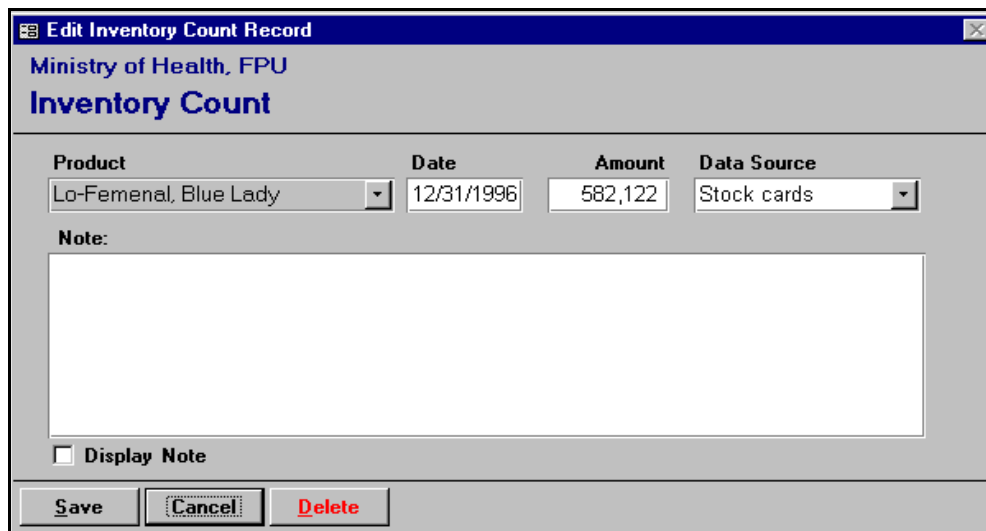 Edit Inventory Count Record
Ministry of Health, FPU
Inventory Count
Product Date Amount Data Source
Lo-Femenal, Blue Lady 12/31/1996 582,122 Stock cards
Note:
Display Note
Save Cancel Delete